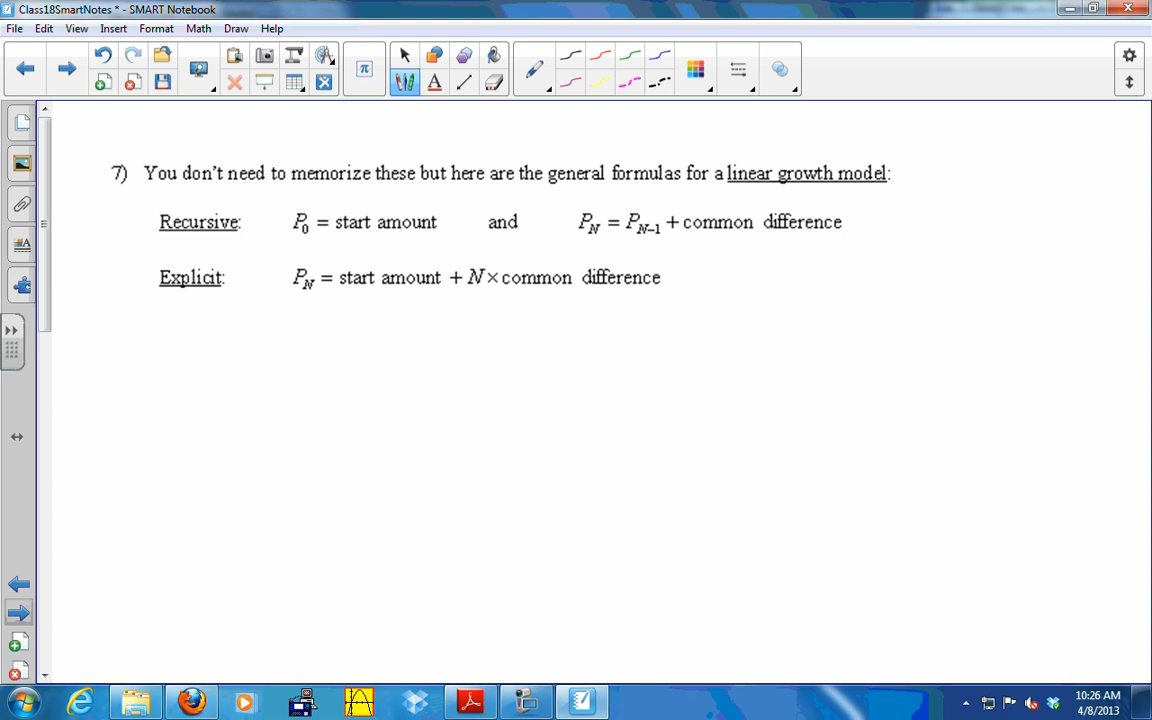 Class18SmartNotes * - SMART Notebook
File Edit View Insert Format Math Draw Help
7) You don't need to memorize these but here are the general formulas for a linear growth model:
Recursive: P₀ = start amount and P_N = P_{N–1} + common difference
Explicit: P_N = start amount + N × common difference
10:26 AM
4/8/2013